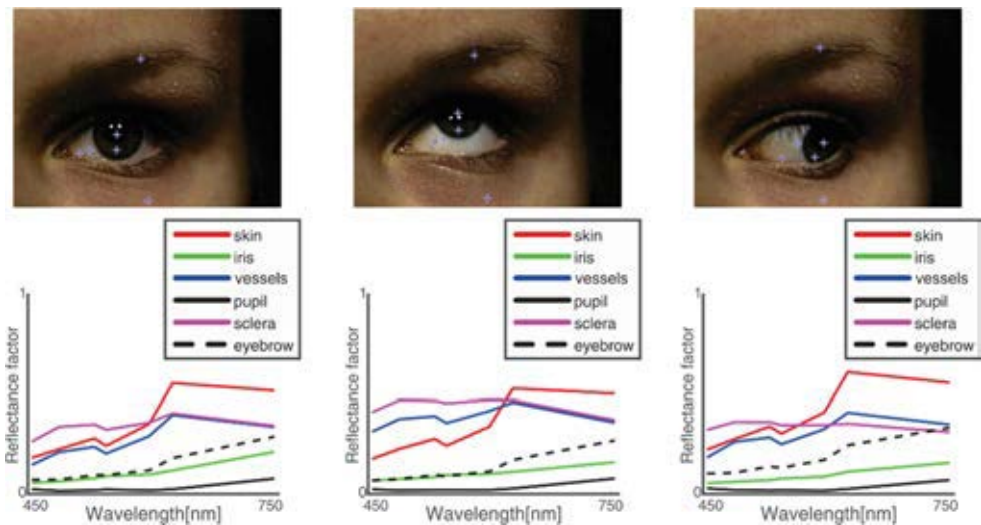 skin
iris
vessels
pupil
sclera
eyebrow
1
Reflectance factor
0
450
750
Wavelength[nm]
skin
iris
vessels
pupil
sclera
eyebrow
1
Reflectance factor
0
450
750
Wavelength[nm]
skin
iris
vessels
pupil
sclera
eyebrow
1
Reflectance factor
0
450
750
Wavelength[nm]